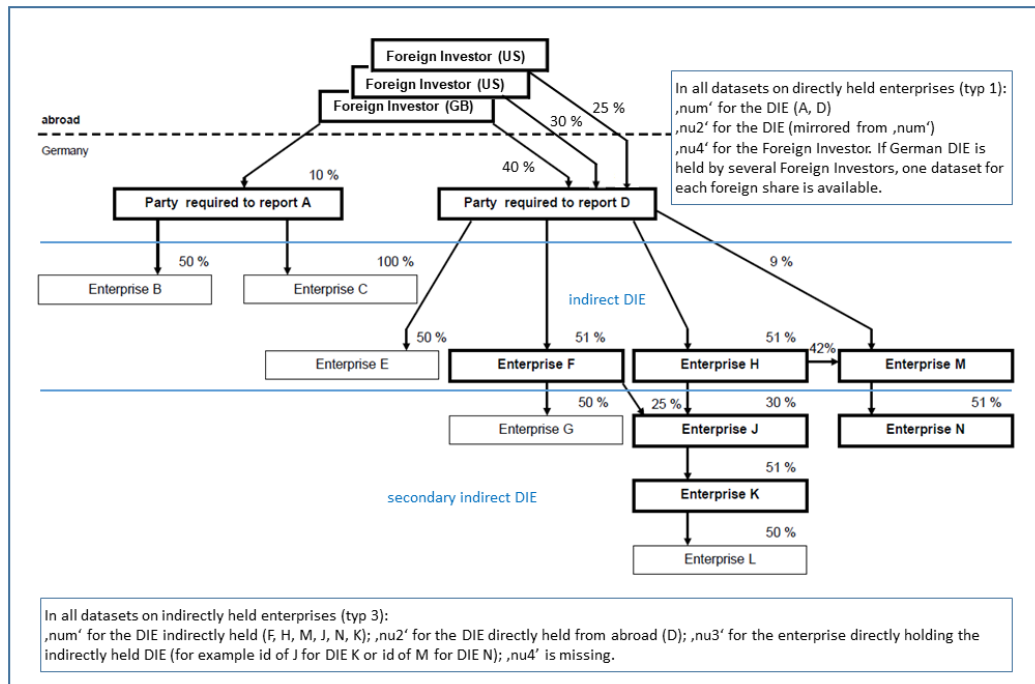 Foreign Investor (US)
Foreign Investor (US)
Foreign Investor (GB)
25 %
30 %
abroad
Germany
In all datasets on directly held enterprises (typ 1):
‚num‘ for the DIE (A, D)
‚nu2‘ for the DIE (mirrored from ‚num‘)
‚nu4‘ for the Foreign Investor. If German DIE is
held by several Foreign Investors, one dataset for
each foreign share is available.
10 %
40 %
Party required to report A
Party required to report D
50 %
100 %
9 %
Enterprise B
Enterprise C
indirect DIE
50 %
51 %
51 %
42%
Enterprise E
Enterprise F
Enterprise H
Enterprise M
50 %
25 %
30 %
51 %
Enterprise G
Enterprise J
Enterprise N
51 %
secondary indirect DIE
Enterprise K
50 %
Enterprise L
In all datasets on indirectly held enterprises (typ 3):
‚num‘ for the DIE indirectly held (F, H, M, J, N, K); ‚nu2‘ for the DIE directly held from abroad (D); ‚nu3‘ for the enterprise directly holding the
indirectly held DIE (for example id of J for DIE K or id of M for DIE N); ‚nu4’ is missing.